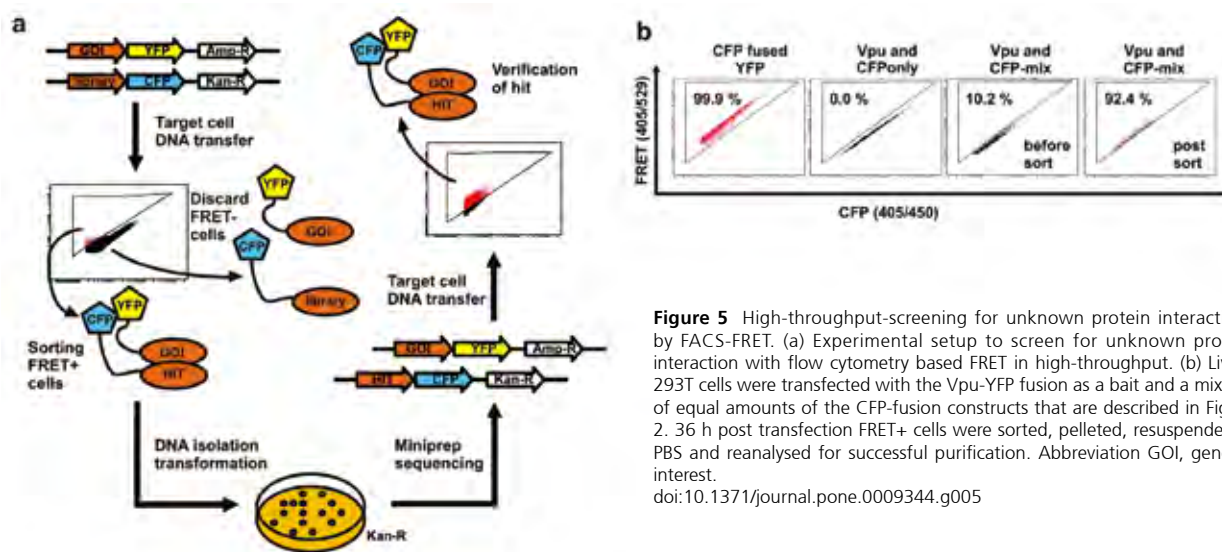 a
GOI YFP Amp-R
library CFP Kan-R
Target cell
DNA transfer
Discard
FRET-
cells
YFP
GOI
CFP
library
YFP
CFP
GOI
HIT
Sorting
FRET+
cells
DNA isolation
transformation
Kan-R
Miniprep
sequencing
GOI YFP Amp-R
Hit CFP Kan-R
Target cell
DNA transfer
YFP
CFP
GOI
HIT
Verification
of hit
b
CFP fused
YFP
Vpu and
CFPonly
Vpu and
CFP-mix
Vpu and
CFP-mix
FRET (405/529)
99.9 %
0.0 %
10.2 %
before
sort
92.4 %
post
sort
CFP (405/450)
Figure 5 High-throughput-screening for unknown protein interact
by FACS-FRET. (a) Experimental setup to screen for unknown pro
interaction with flow cytometry based FRET in high-throughput. (b) Li
293T cells were transfected with the Vpu-YFP fusion as a bait and a mix
of equal amounts of the CFP-fusion constructs that are described in Fig
2. 36 h post transfection FRET+ cells were sorted, pelleted, resuspende
PBS and reanalysed for successful purification. Abbreviation GOI, gen
interest.
doi:10.1371/journal.pone.0009344.g005